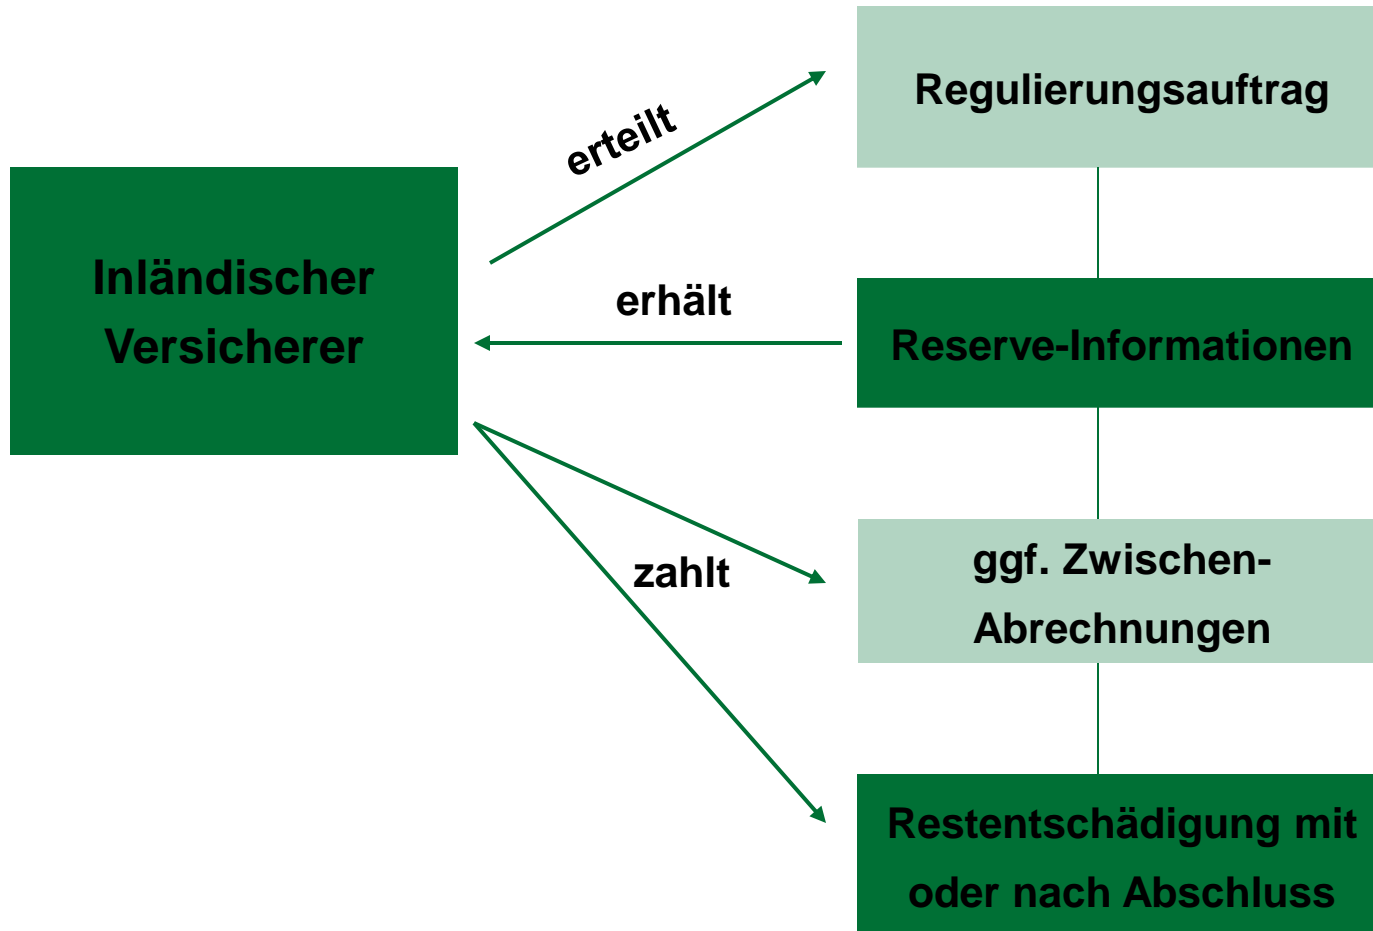 Regulierungsauftrag
erteilt
Inländischer
Versicherer
erhält
Reserve-Informationen
zahlt
ggf. Zwischen-
Abrechnungen
Restentschädigung mit
oder nach Abschluss